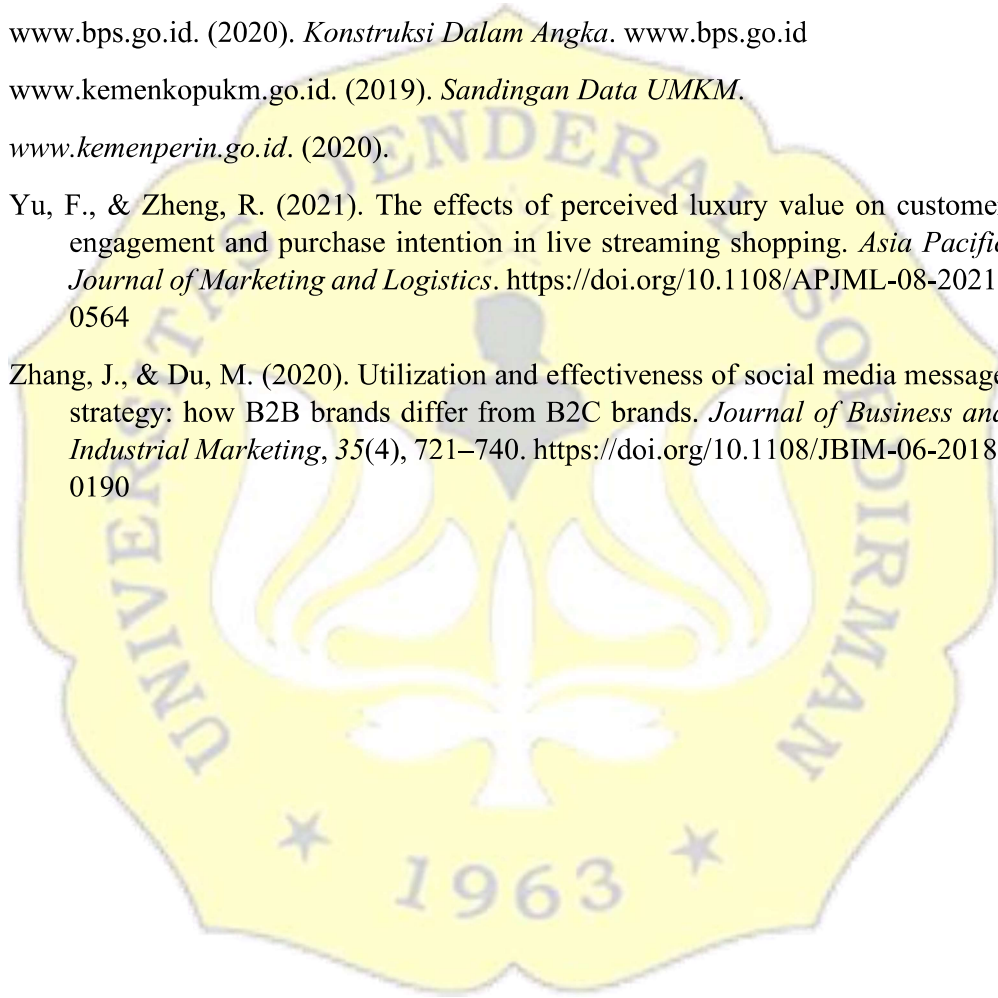 www.bps.go.id. (2020). Konstruksi Dalam Angka. www.bps.go.id
www.kemenkopukm.go.id. (2019). Sandingan Data UMKM.
www.kemenperin.go.id. (2020).
Yu, F., & Zheng, R. (2021). The effects of perceived luxury value on customer
engagement and purchase intention in live streaming shopping. Asia Pacific
Journal of Marketing and Logistics. https://doi.org/10.1108/APJML-08-2021
0564
Zhang, J., & Du, M. (2020). Utilization and effectiveness of social media message
strategy: how B2B brands differ from B2C brands. Journal of Business and
Industrial Marketing, 35(4), 721–740. https://doi.org/10.1108/JBIM-06-2018
0190
UNIVERSITAS JENDERAL SOEDIRMAN
1963